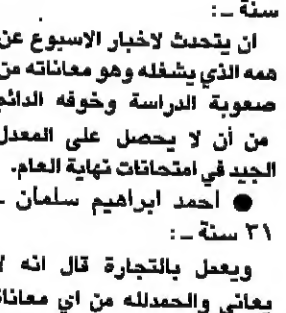 سنة ـ:
ان يتحدث لاخبار الاسبوع عن
همه الذي يشغله وهو معاناته من
صعوبة الدراسة وخوفه الدائم
من أن لا يحصل على المعدل
الجيد في امتحانات نهاية العام.
● احمد ابراهيم سلمان ـ
٣١ سنة ـ:
ويعمل بالتجارة قال انه لا
يعاني والحمدلله من اي معاناة